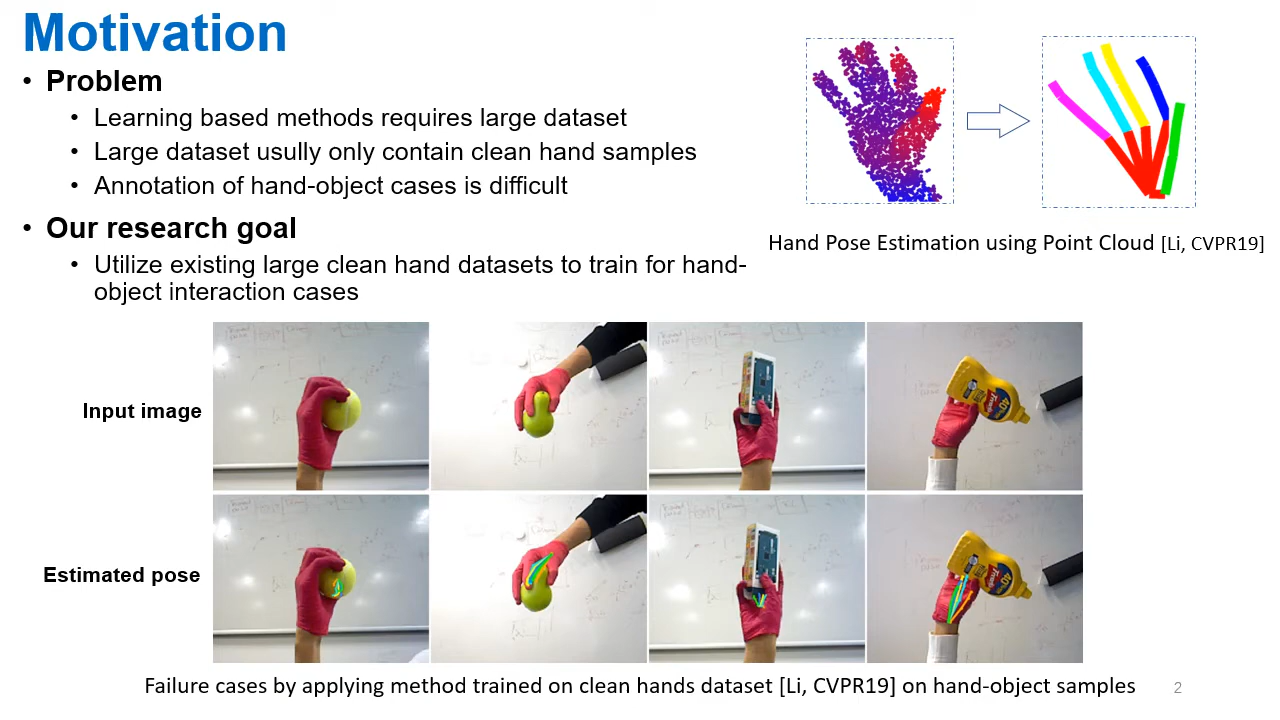 Motivation
• Problem
• Learning based methods requires large dataset
• Large dataset usully only contain clean hand samples
• Annotation of hand-object cases is difficult
• Our research goal
• Utilize existing large clean hand datasets to train for hand-
object interaction cases
Hand Pose Estimation using Point Cloud [Li, CVPR19]
Input image
Estimated pose
Failure cases by applying method trained on clean hands dataset [Li, CVPR19] on hand-object samples
2